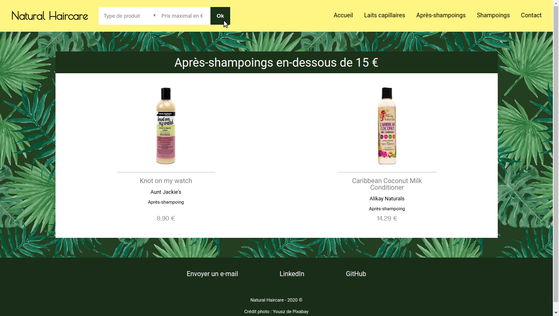 Natural Haircare
Type de produit
Prix maximal en €
Ok
Accueil
Laits capillaires
Après-shampoings
Shampoings
Contact
Après-shampoings en-dessous de 15 €
Knot on my watch
Aunt Jackie's
Après-shampoing
8.90 €
Caribbean Coconut Milk
Conditioner
Alikay Naturals
Après-shampoing
14.29 €
Envoyer un e-mail
LinkedIn
GitHub
Natural Haircare - 2020 ©
Crédit photo : Yousz de Pixabay